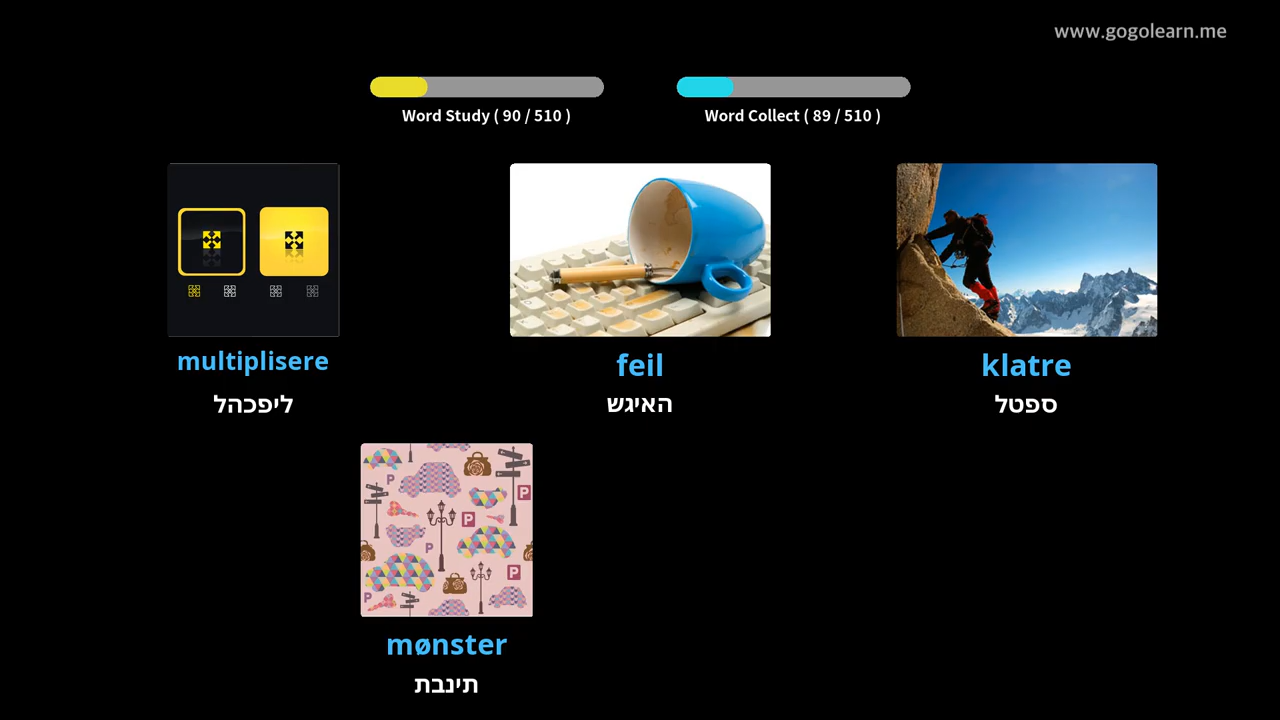 www.gogolearn.me
Word Study ( 90 / 510 )
Word Collect ( 89 / 510 )
multiplisere
ליפכהל
feil
האיגש
klatre
ספטל
P
P
P
P
P
P
mønster
תינבת